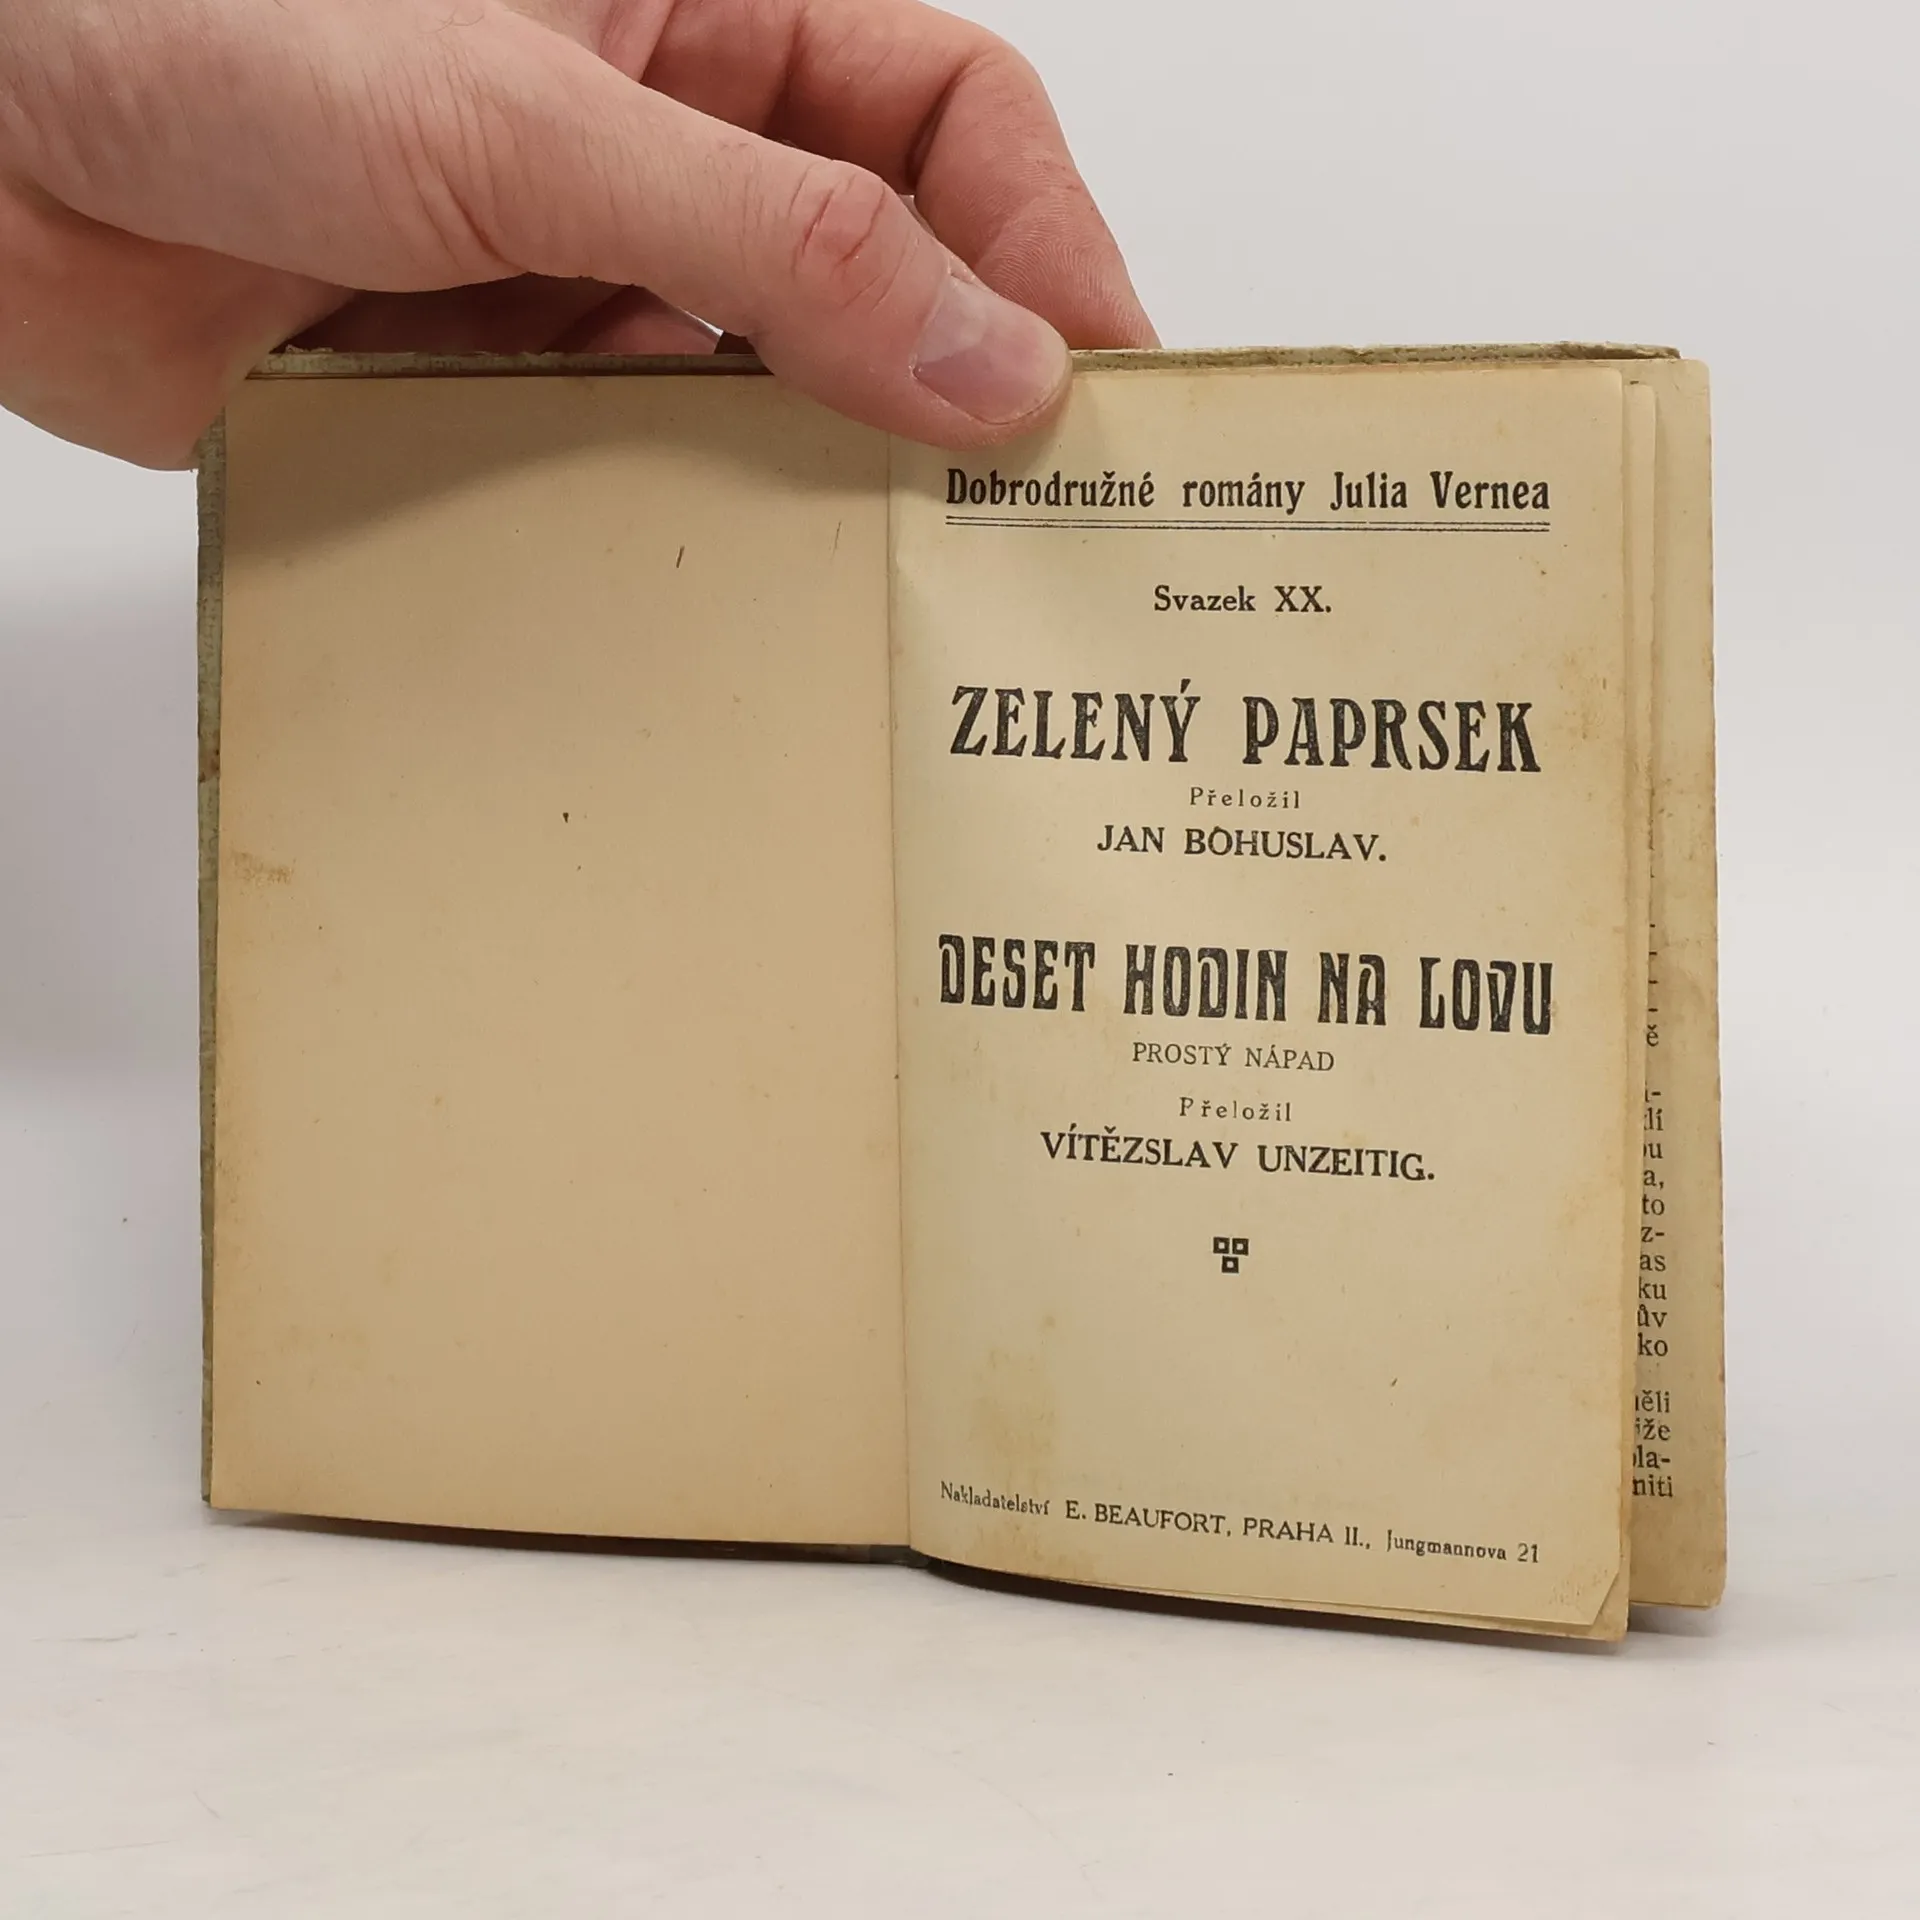 Dobrodružné romány Julia Vernea
Svazek XX.
ZELENÝ PAPRSEK
Přeložil
JAN BOHUSLAV.
DESET HODIN NA LOVU
PROSTÝ NÁPAD
Přeložil
VÍTĚZSLAV UNZEITIG.
Nakladatelství E. BEAUFORT, PRAHA II., Jungmannova 21